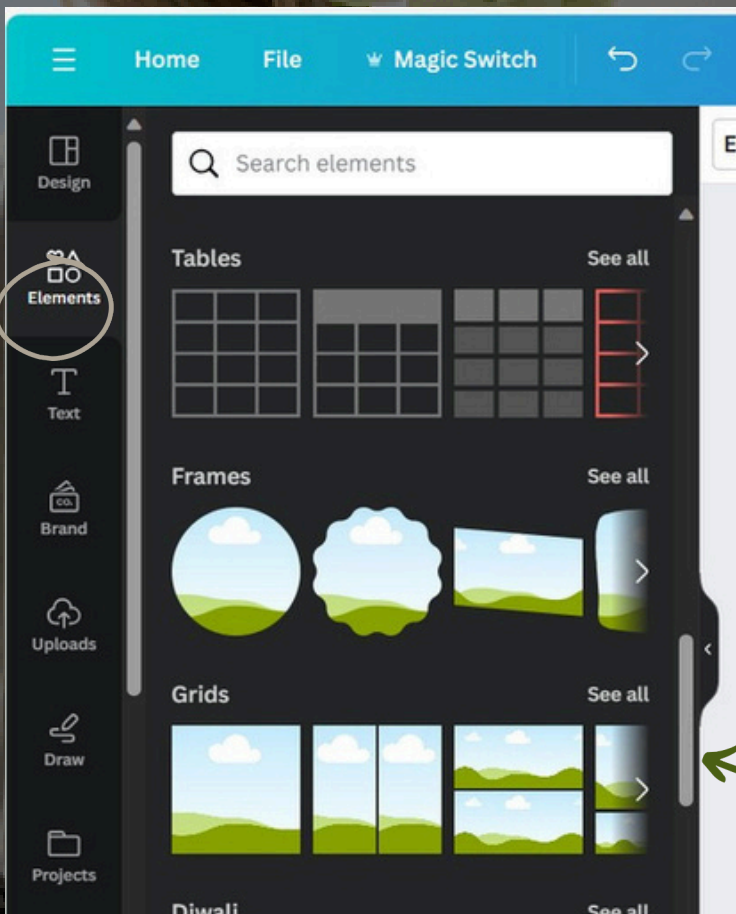 Home File Magic Switch
Design
Search elements
E
Elements
Tables See all
Text
Frames See all
Brand
CO.
Uploads
Grids See all
Draw
Projects
Diwali See all